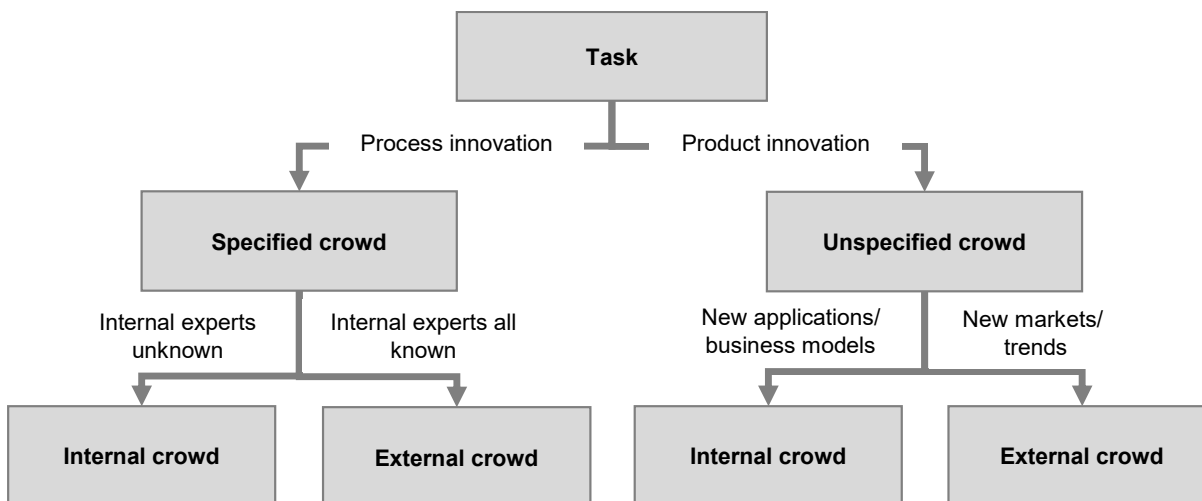 Task
Process innovation
Product innovation
Specified crowd
Unspecified crowd
Internal experts
unknown
Internal experts all
known
New applications/
business models
New markets/
trends
Internal crowd
External crowd
Internal crowd
External crowd